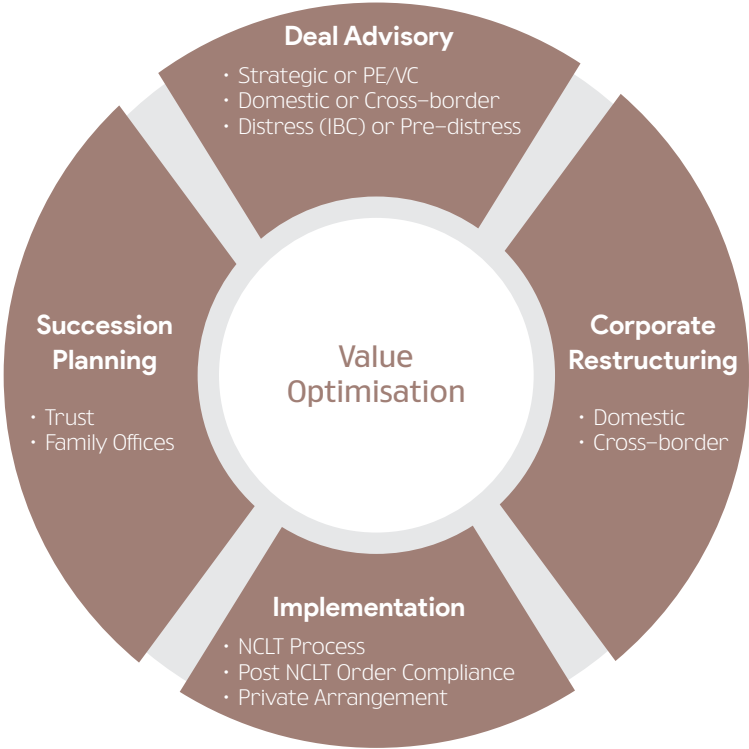 Deal Advisory
· Strategic or PE/VC
· Domestic or Cross-border
· Distress (IBC) or Pre-distress
Succession
Planning
· Trust
· Family Offices
Value
Optimisation
Corporate
Restructuring
· Domestic
· Cross-border
Implementation
· NCLT Process
· Post NCLT Order Compliance
· Private Arrangement